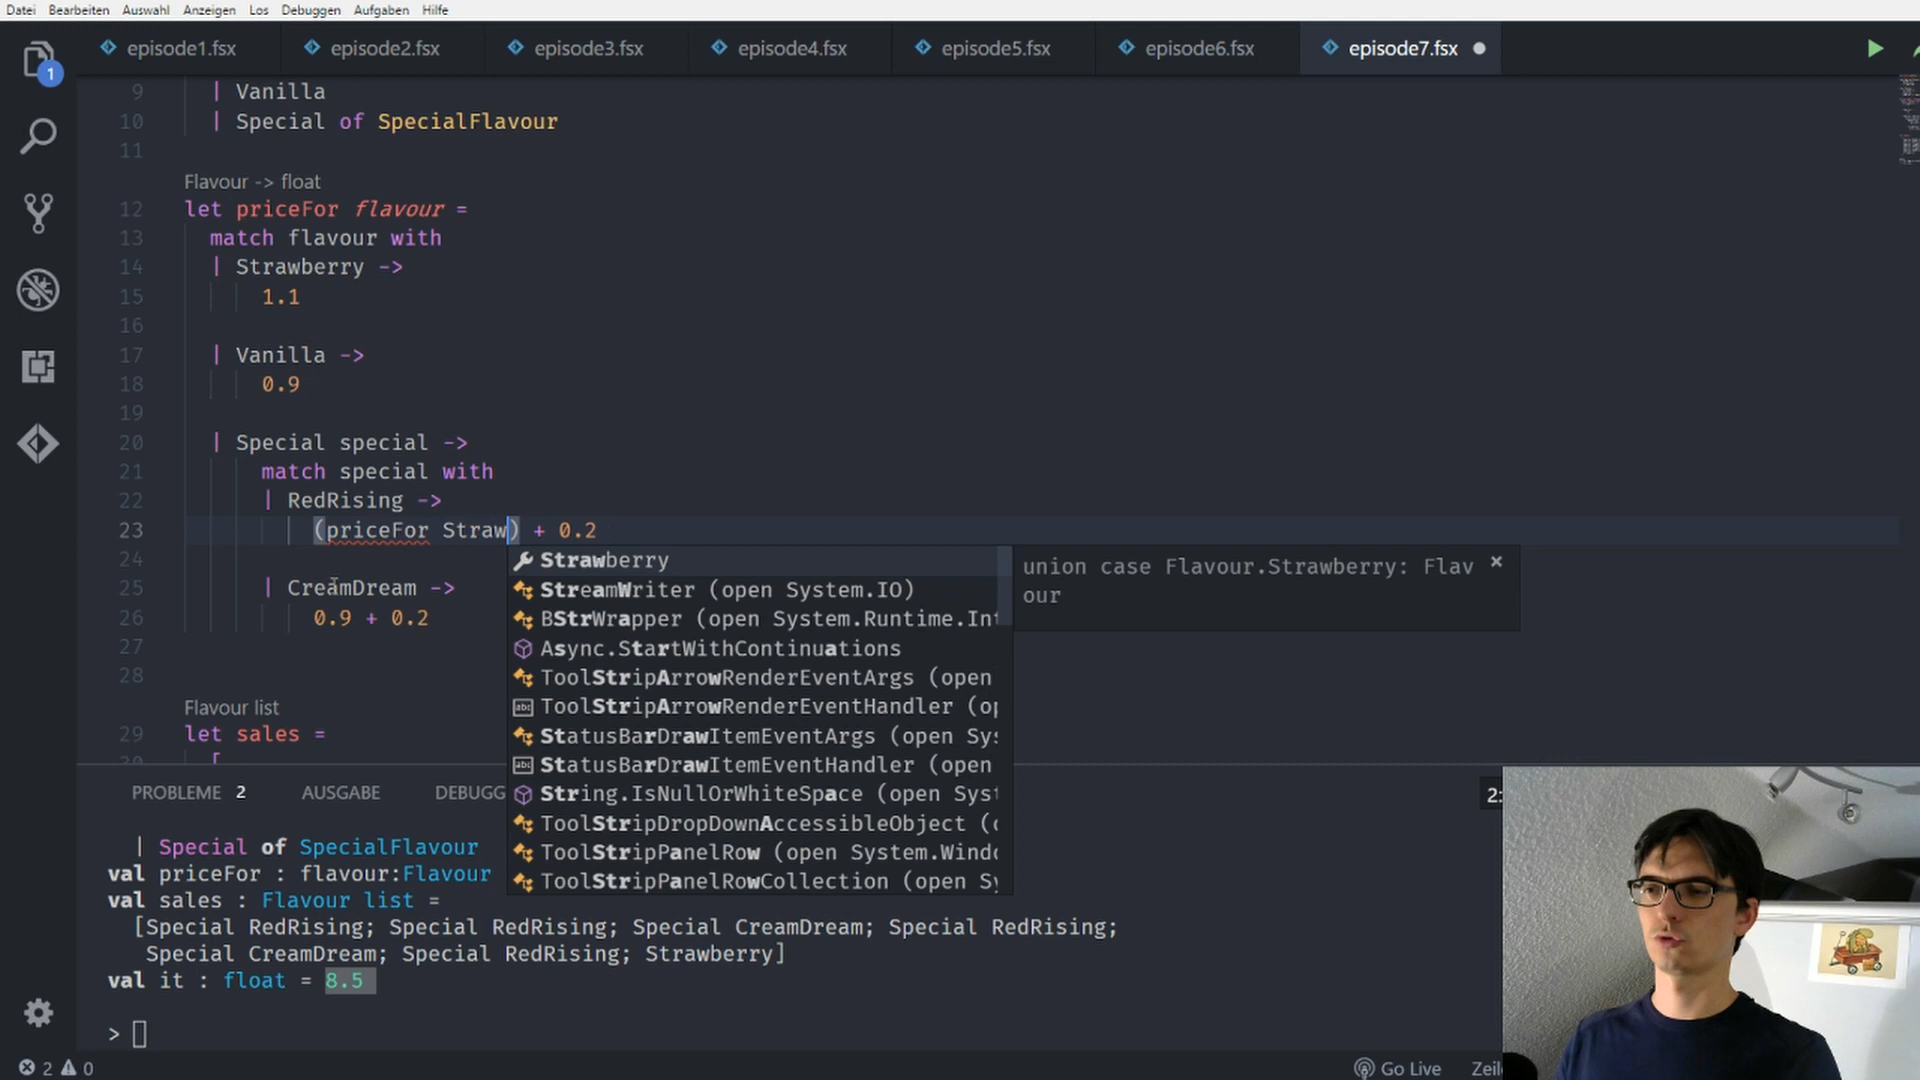 Datei Bearbeiten Auswahl Anzeigen Los Debuggen Aufgaben Hilfe
episode1.fsx episode2.fsx episode3.fsx episode4.fsx episode5.fsx episode6.fsx episode7.fsx
1
9 | Vanilla
10 | Special of SpecialFlavour
11
Flavour -> float
12 let priceFor flavour =
13 match flavour with
14 | Strawberry ->
15 1.1
16
17 | Vanilla ->
18 0.9
19
20 | Special special ->
21 match special with
22 | RedRising ->
23 (priceFor Straw) + 0.2
24
25 | CreamDream ->
26 0.9 + 0.2
27
28
Flavour list
29 let sales =
30 [
Strawberry
StreamWriter (open System.IO)
BStrWrapper (open System.Runtime.Int
Async.StartWithContinuations
ToolStripArrowRenderEventArgs (open
ToolStripArrowRenderEventHandler (op
StatusBarDrawItemEventArgs (open Sys
StatusBarDrawItemEventHandler (open
String.IsNullOrWhiteSpace (open Syst
ToolStripDropDownAccessibleObject (o
ToolStripPanelRow (open System.Windo
ToolStripPanelRowCollection (open Sy
union case Flavour.Strawberry: Flav
our
PROBLEME 2 AUSGABE DEBUGG 2:
| Special of SpecialFlavour
val priceFor : flavour:Flavour
val sales : Flavour list =
[Special RedRising; Special RedRising; Special CreamDream; Special RedRising;
Special CreamDream; Special RedRising; Strawberry]
val it : float = 8.5
>
2 0 Go Live Zeil